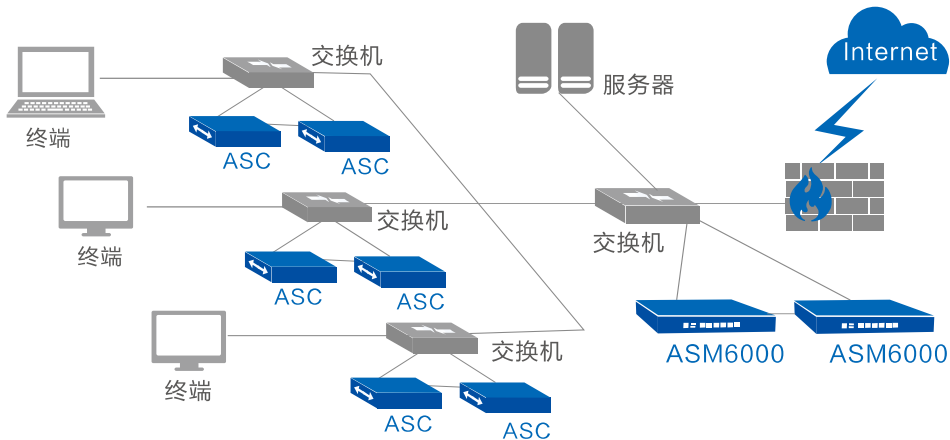 交换机
Internet
服务器
终端
ASC
ASC
交换机
交换机
终端
ASC
ASC
交换机
ASM6000
ASM6000
终端
ASC
ASC